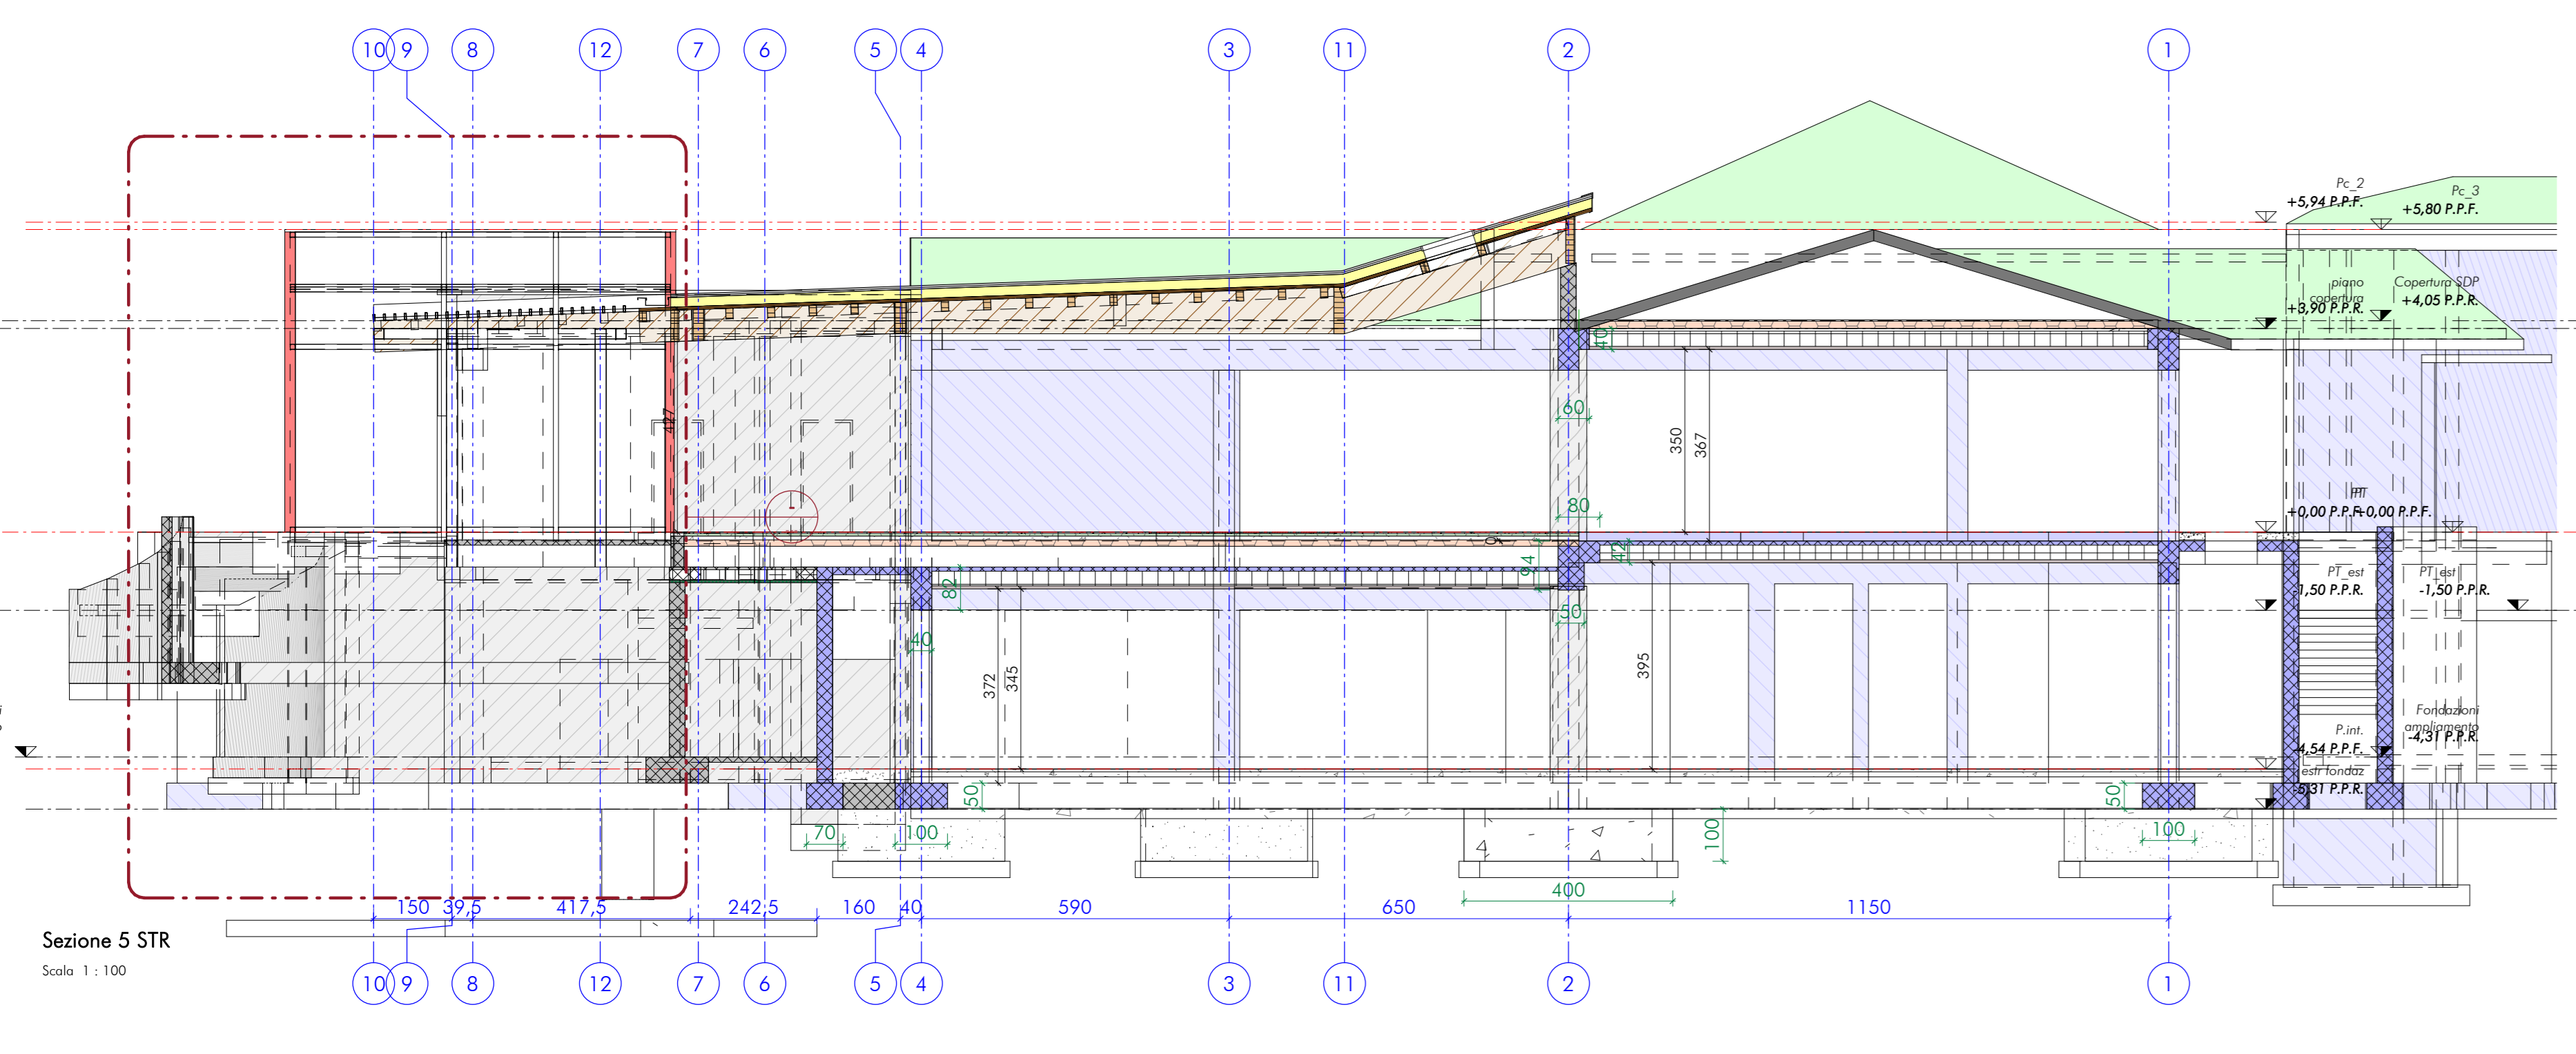 10 9 8 12 7 6 5 4 3 11 2 1
Pc_2
+5,94 P.P.F.
Pc_3
+5,80 P.P.F.
piano
copertura
+3,90 P.P.R.
Copertura SDP
+4,05 P.P.R.
40
427
60
350
367
80
+0,00 P.P.F.
+0,00 P.P.F.
94
42
82
PT_est
-1,50 P.P.R.
PT_est
-1,50 P.P.R.
50
40
372
345
395
Fondazioni
ampliamento
-4,31 P.P.R.
P.int.
-4,54 P.P.F.
estr fondaz
-5,31 P.P.R.
50
50
70
100
100
100
400
150 39,5 417,5 242,5 160 40 590 650 1150
Sezione 5 STR
Scala 1 : 100
10 9 8 12 7 6 5 4 3 11 2 1